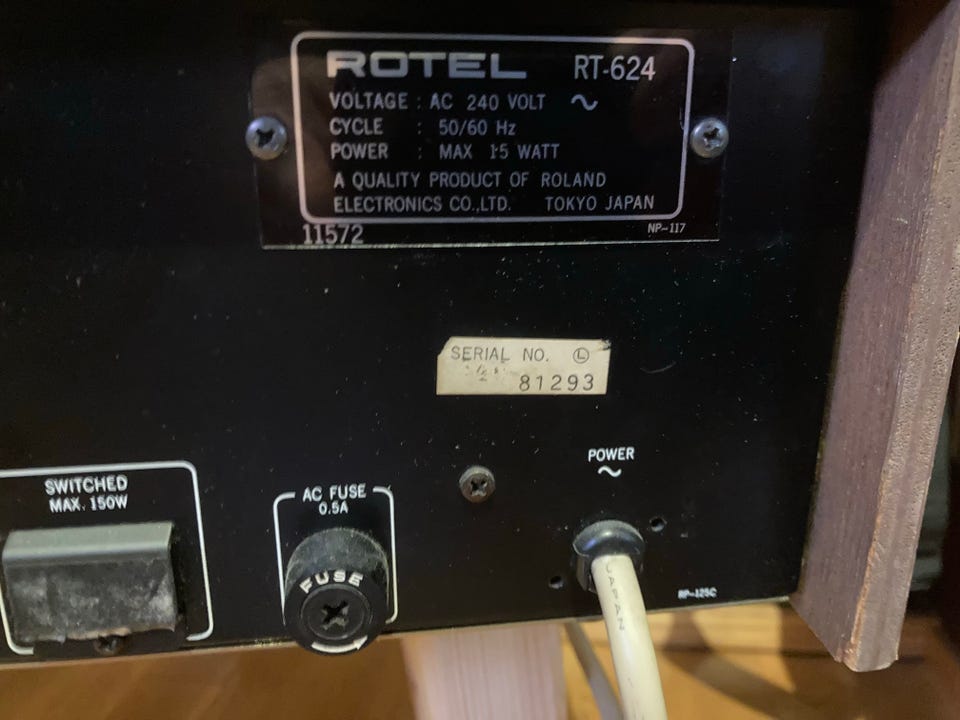 ROTEL RT-624
VOLTAGE : AC 240 VOLT ~
CYCLE : 50/60 Hz
POWER : MAX 15 WATT
A QUALITY PRODUCT OF ROLAND
ELECTRONICS CO.,LTD. TOKYO JAPAN
11572 NP-117
SERIAL NO. Ⓛ
81293
POWER
~
SWITCHED
MAX. 150W
AC FUSE
0.5A
FUSE
JAPAN
RP-125C